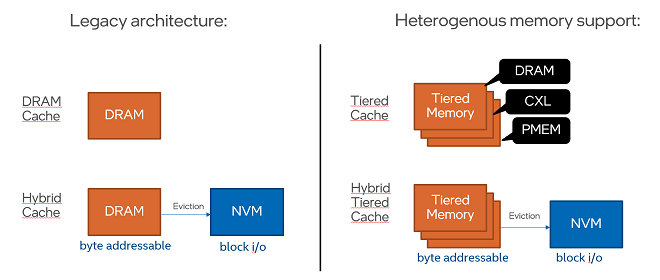 Legacy architecture:
Heterogenous memory support:
DRAM
Cache
DRAM
Tiered
Cache
Tiered
Memory
DRAM
CXL
PMEM
Hybrid
Cache
DRAM
Eviction
NVM
byte addressable
block i/o
Hybrid
Tiered
Cache
Tiered
Memory
Eviction
NVM
byte addressable
block i/o